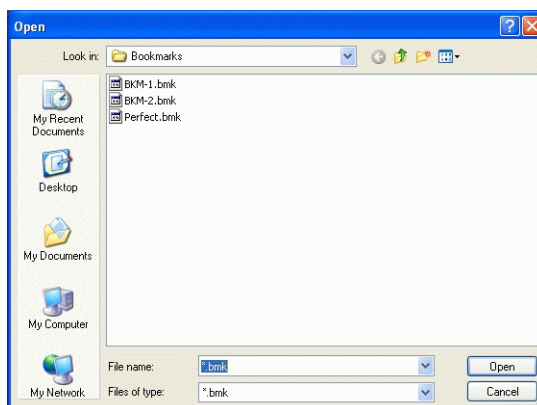 Open
Look in: Bookmarks
BKM-1.bmk
BKM-2.bmk
Perfect.bmk
My Recent
Documents
Desktop
My Documents
My Computer
My Network
File name: *.bmk
Open
Files of type: *.bmk
Cancel